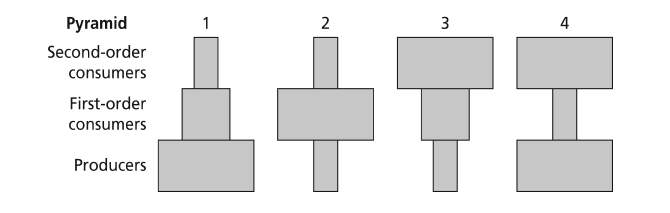 Pyramid 1 2 3 4
Second-order
consumers
First-order
consumers
Producers